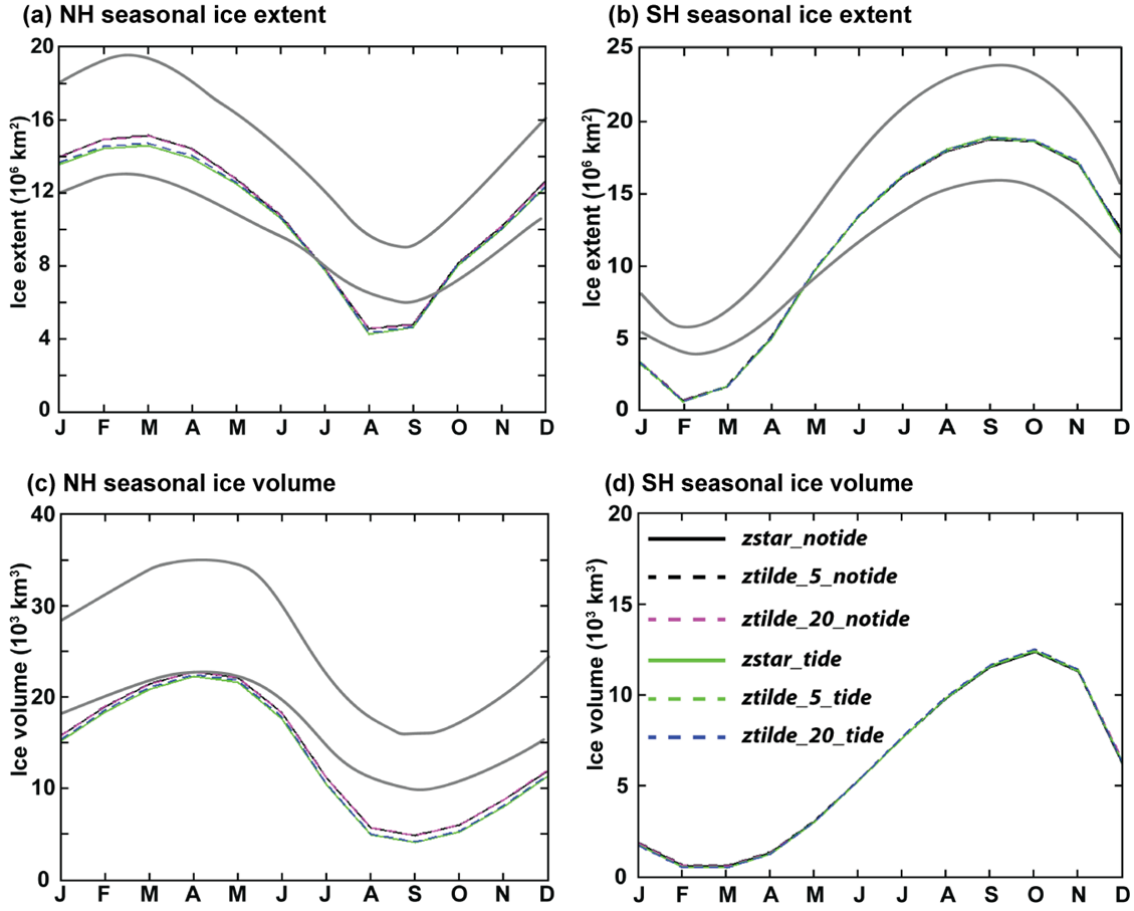 (a) NH seasonal ice extent
Ice extent (10⁶ km²)
20
16
12
8
4
0
J F M A M J J A S O N D
(b) SH seasonal ice extent
Ice extent (10⁶ km²)
25
20
15
10
5
0
J F M A M J J A S O N D
(c) NH seasonal ice volume
Ice volume (10³ km³)
40
30
20
10
0
J F M A M J J A S O N D
(d) SH seasonal ice volume
Ice volume (10³ km³)
20
15
10
5
0
zstar_notide
ztilde_5_notide
ztilde_20_notide
zstar_tide
ztilde_5_tide
ztilde_20_tide
J F M A M J J A S O N D